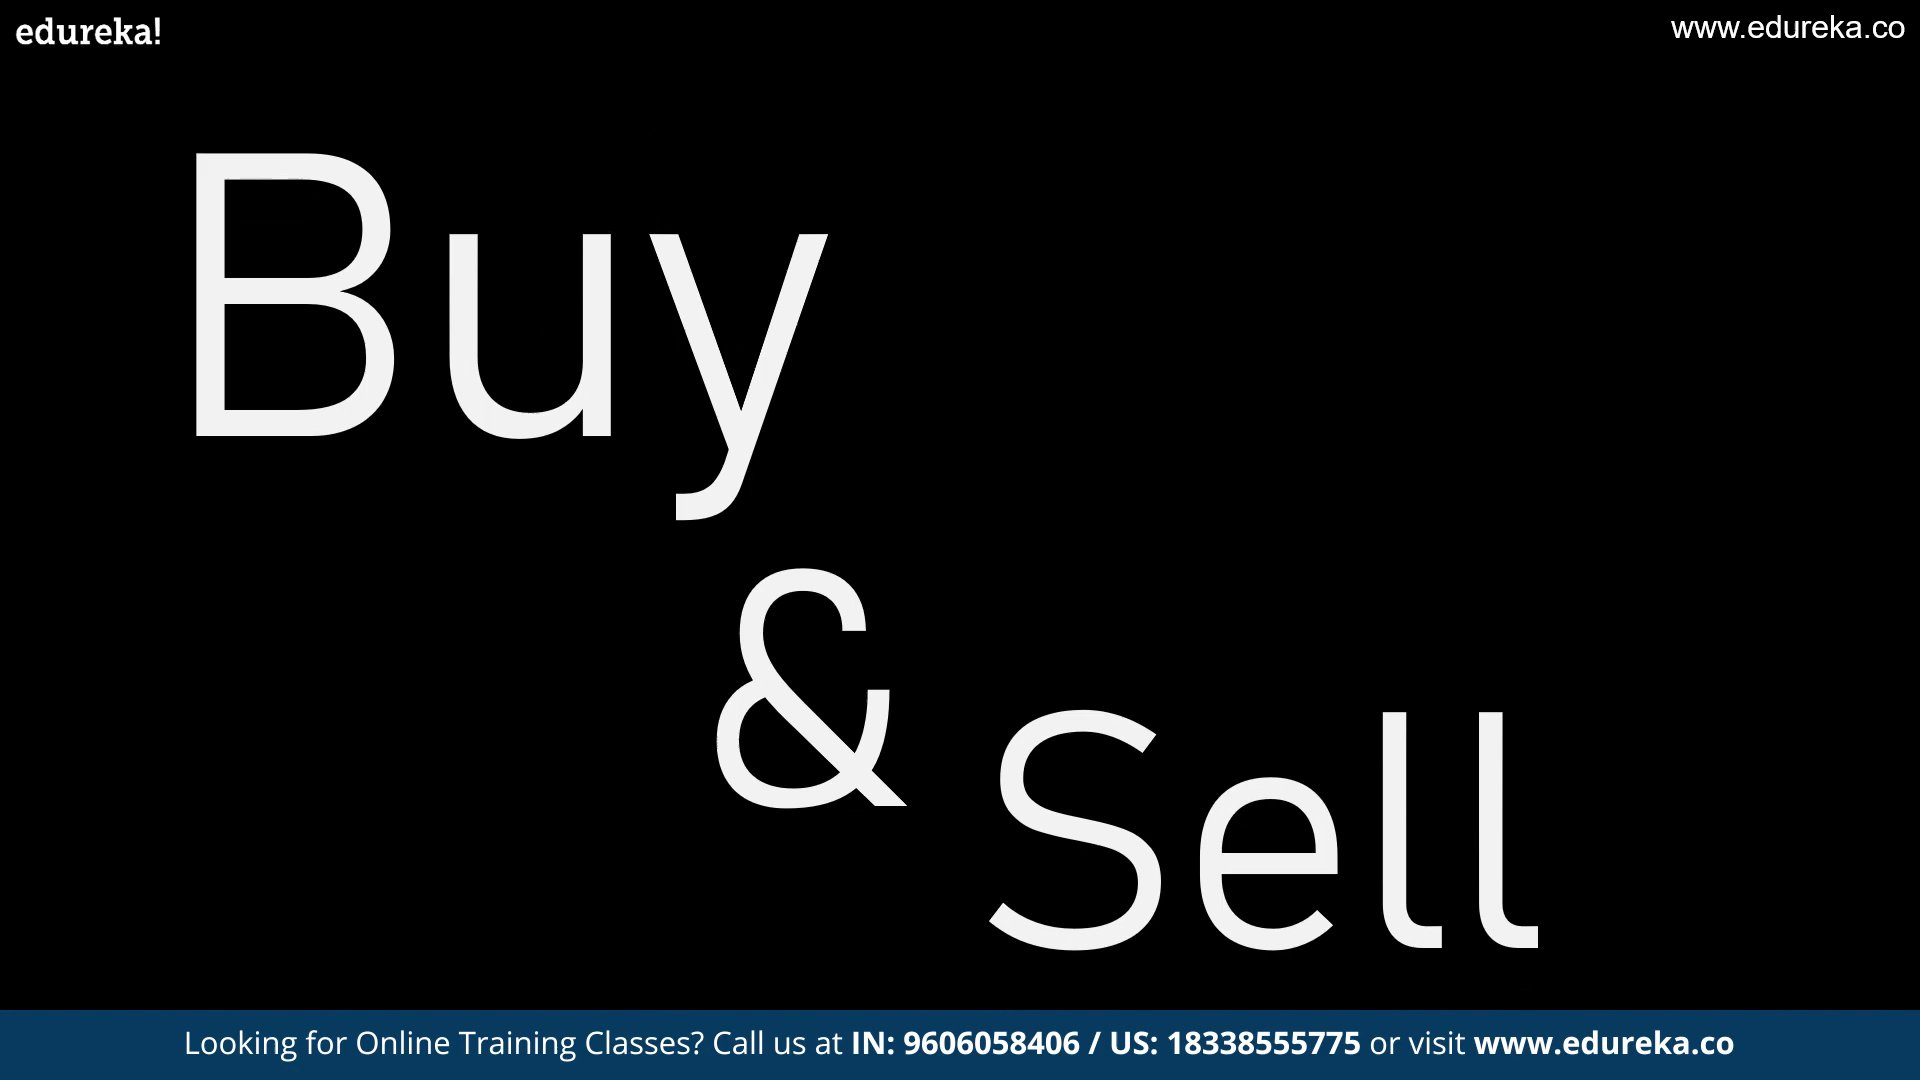 edureka!
www.edureka.co
Buy
&
Sell
Looking for Online Training Classes? Call us at IN: 9606058406 / US: 18338555775 or visit www.edureka.co